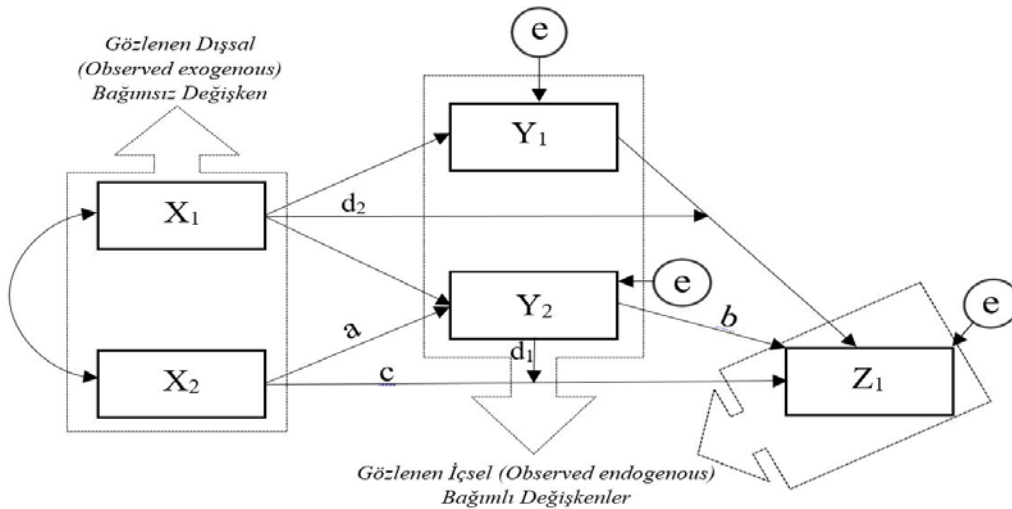 e
Gözlenen Dışsal
(Observed exogenous)
Bağımsız Değişken
Y₁
X₁
d₂
Y₂
e
e
a
b
d₁
X₂
c
Z₁
Gözlenen İçsel (Observed endogenous)
Bağımlı Değişkenler